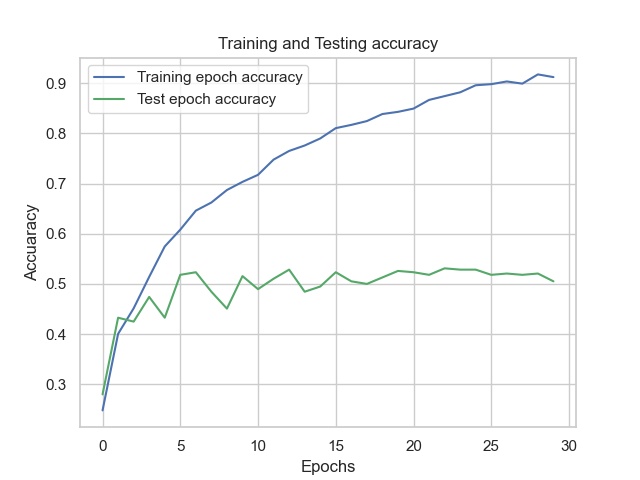 Training and Testing accuracy
Training epoch accuracy
Test epoch accuracy
0.9
0.8
0.7
0.6
0.5
0.4
0.3
Accuaracy
0 5 10 15 20 25 30
Epochs